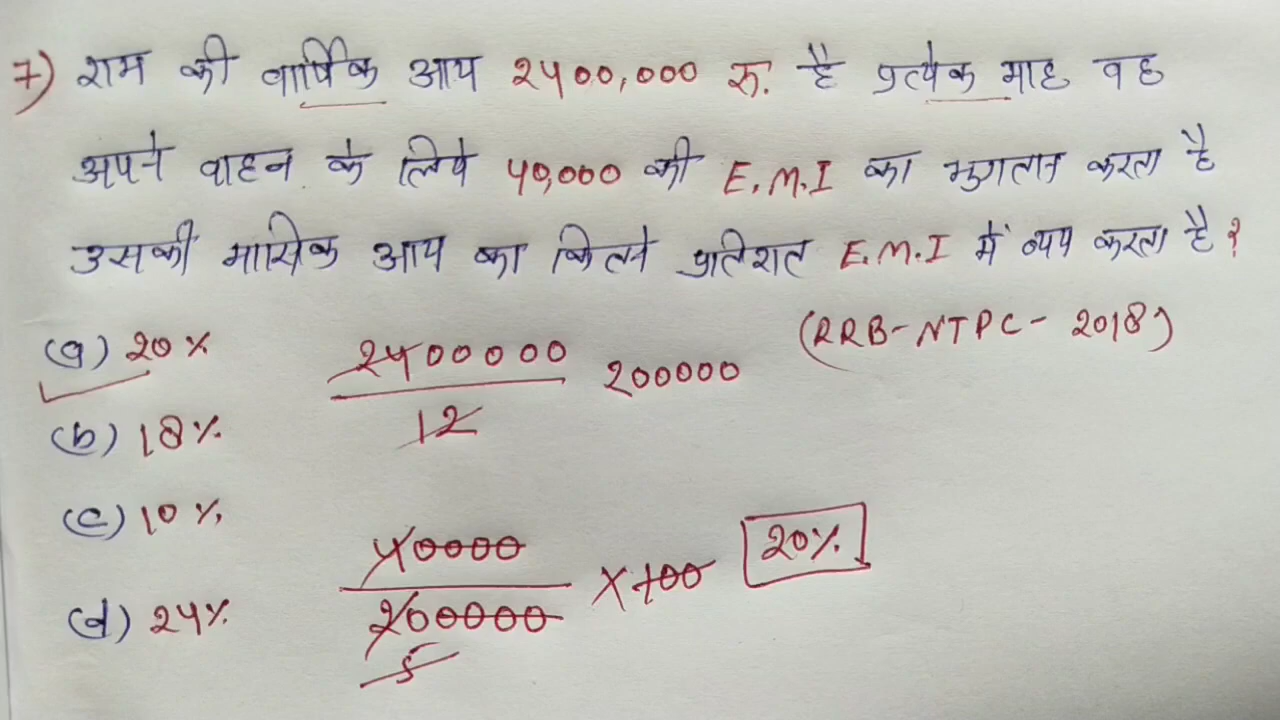 7) राम की वार्षिक आय 2400,000 रु. है प्रत्येक माह वह
अपने वाहन के लिये 40,000 की E.M.I का भुगतान करता है
उसकी मासिक आय का कितने प्रतिशत E.M.I में व्यय करता है?
(RRB-NTPC-2018)
(a) 20%
(b) 18%
(c) 10%
(d) 24%
2400000
12
200000
40000
200000
5
×100
20%